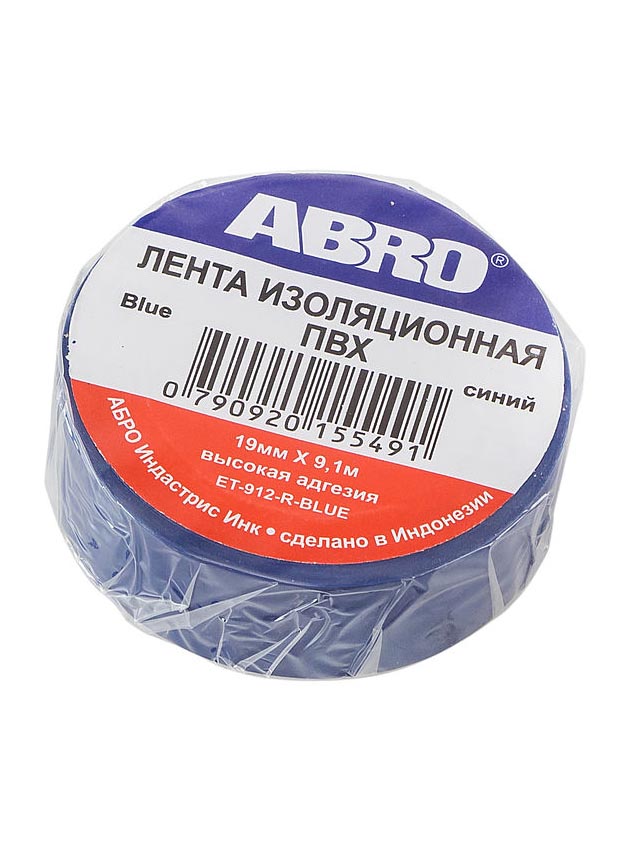 ABRO®
ЛЕНТА ИЗОЛЯЦИОННАЯ
ПВХ
Blue
синий
0 790920 155491
19мм X 9,1м
высокая адгезия
ET-912-R-BLUE
АБРО Индастрис Инк • сделано в Индонезии